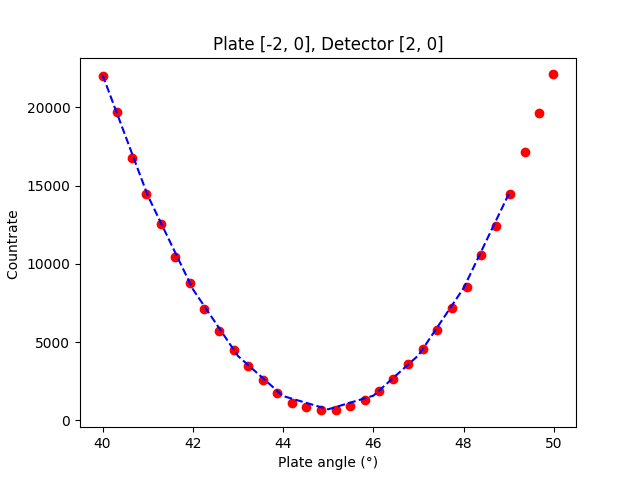 Plate [-2, 0], Detector [2, 0]
20000
15000
10000
5000
0
Countrate
40 42 44 46 48 50
Plate angle (°)